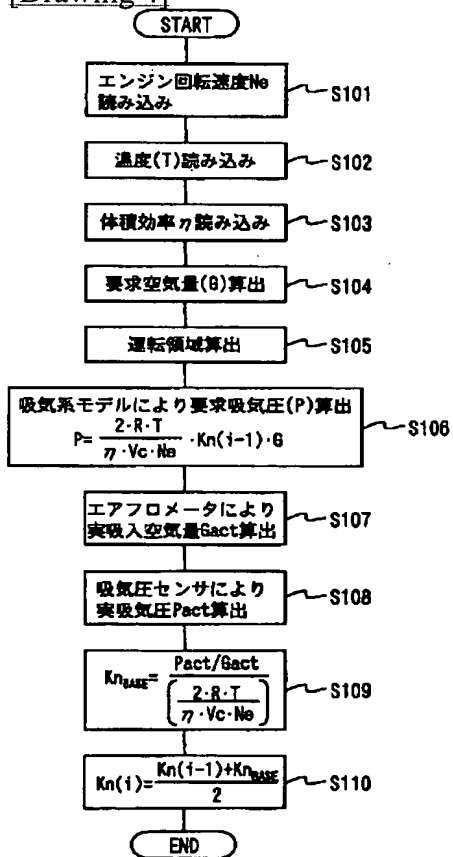 [Drawing
START
エンジン回転速度Ne
読み込み
S101
温度(T)読み込み
S102
体積効率η読み込み
S103
要求空気量(G)算出
S104
運転領域算出
S105
吸気系モデルにより要求吸気圧(P)算出
P= 2·R·T / η·Vc·Ne ·Kn(i-1)·G
S106
エアフロメータにより
実吸入空気量Gact算出
S107
吸気圧センサにより
実吸気圧Pact算出
S108
Kn_BASE= Pact/Gact / (2·R·T / η·Vc·Ne)
S109
Kn(i)= Kn(i-1)+Kn_BASE / 2
S110
END